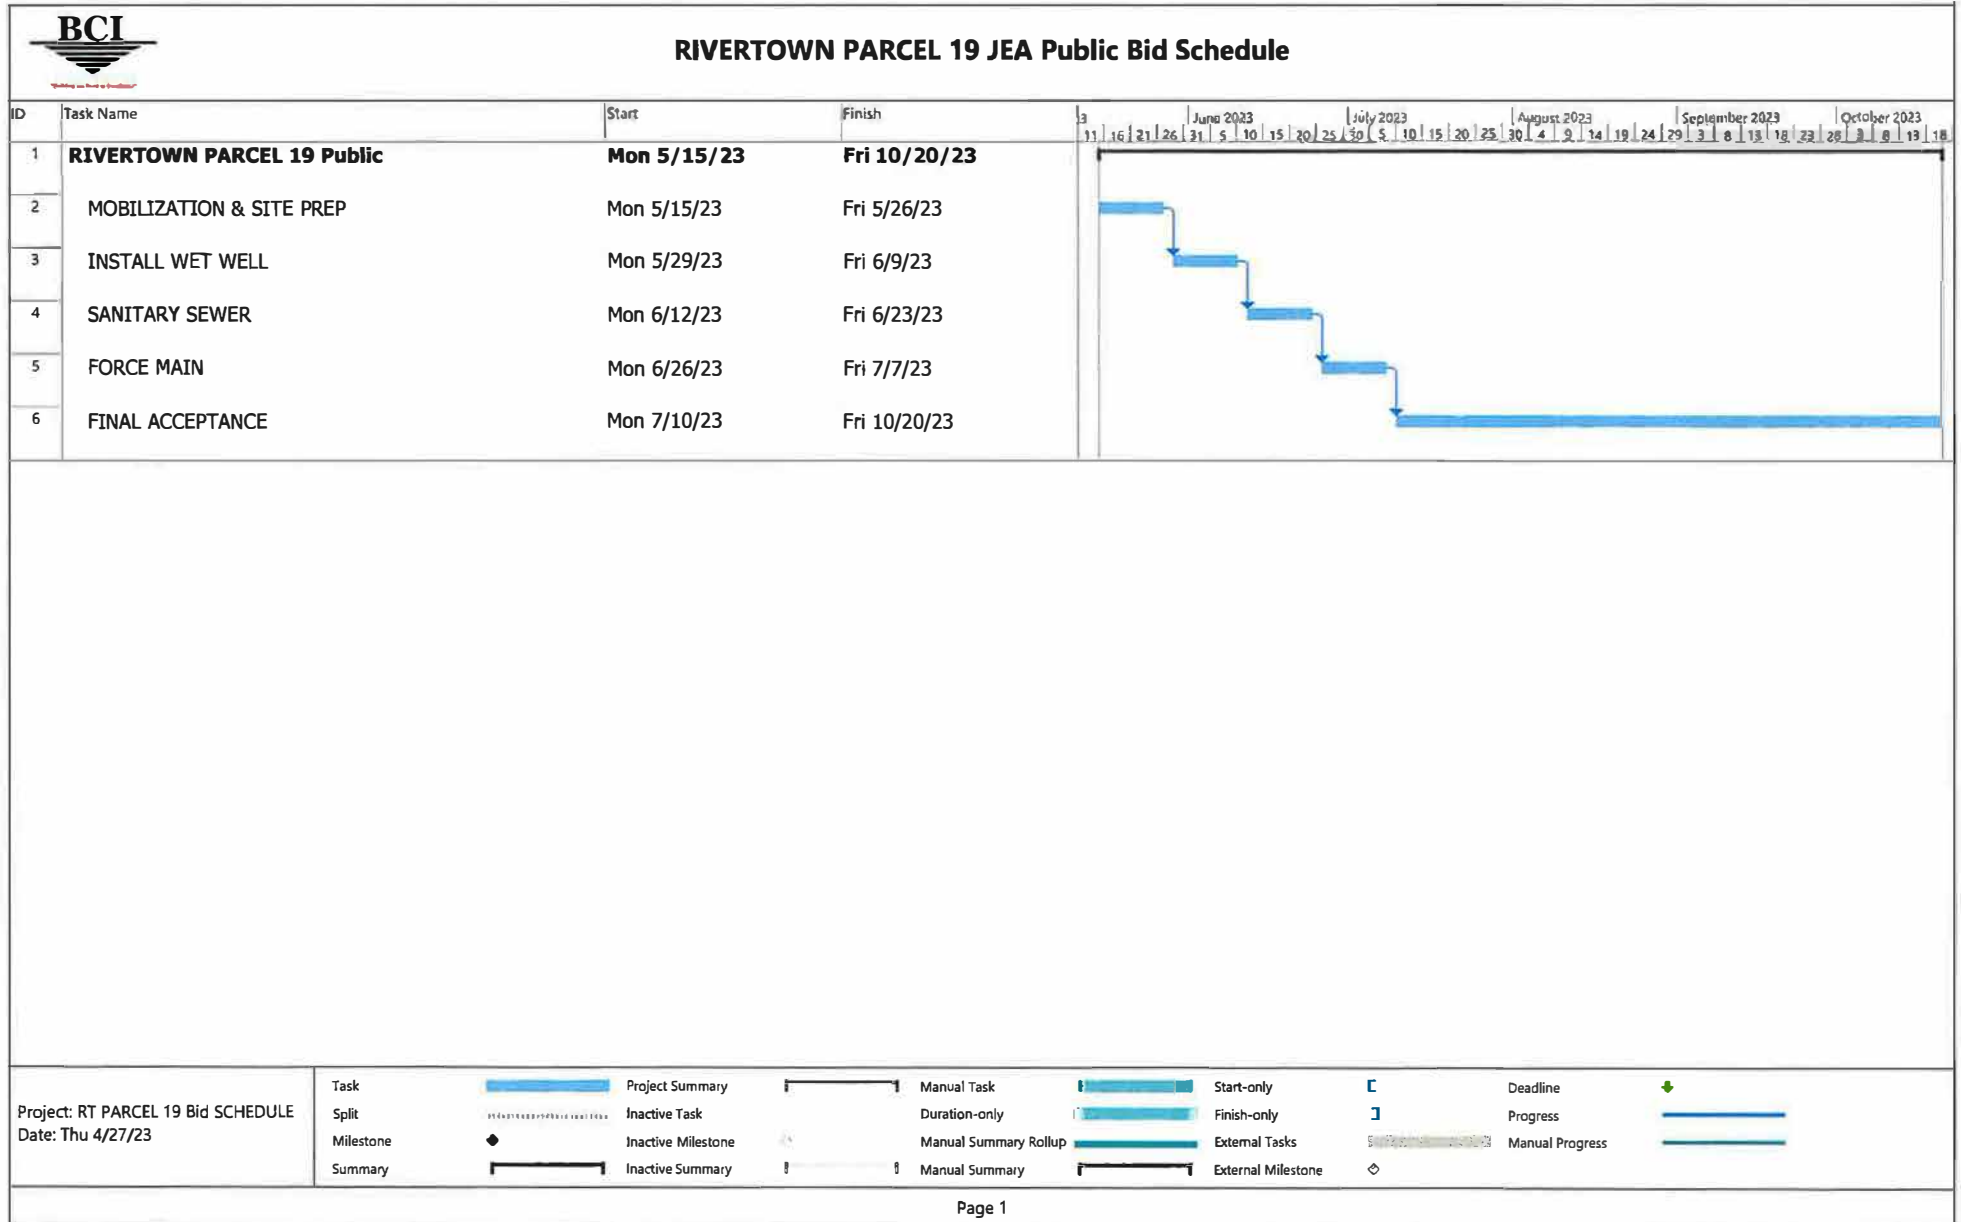 BCI
RIVERTOWN PARCEL 19 JEA Public Bid Schedule
ID Task Name Start Finish
3 June 2023 July 2023 August 2023 September 2023 October 2023
11 16 21 26 31 5 10 15 20 25 30 5 10 15 20 25 30 4 9 14 19 24 29 3 8 13 18 23 28 3 8 13 18
1 RIVERTOWN PARCEL 19 Public Mon 5/15/23 Fri 10/20/23
2 MOBILIZATION & SITE PREP Mon 5/15/23 Fri 5/26/23
3 INSTALL WET WELL Mon 5/29/23 Fri 6/9/23
4 SANITARY SEWER Mon 6/12/23 Fri 6/23/23
5 FORCE MAIN Mon 6/26/23 Fri 7/7/23
6 FINAL ACCEPTANCE Mon 7/10/23 Fri 10/20/23
Project: RT PARCEL 19 Bid SCHEDULE
Date: Thu 4/27/23
Task Project Summary Manual Task Start-only Deadline
Split Inactive Task Duration-only Finish-only Progress
Milestone Inactive Milestone Manual Summary Rollup External Tasks Manual Progress
Summary Inactive Summary Manual Summary External Milestone
Page 1